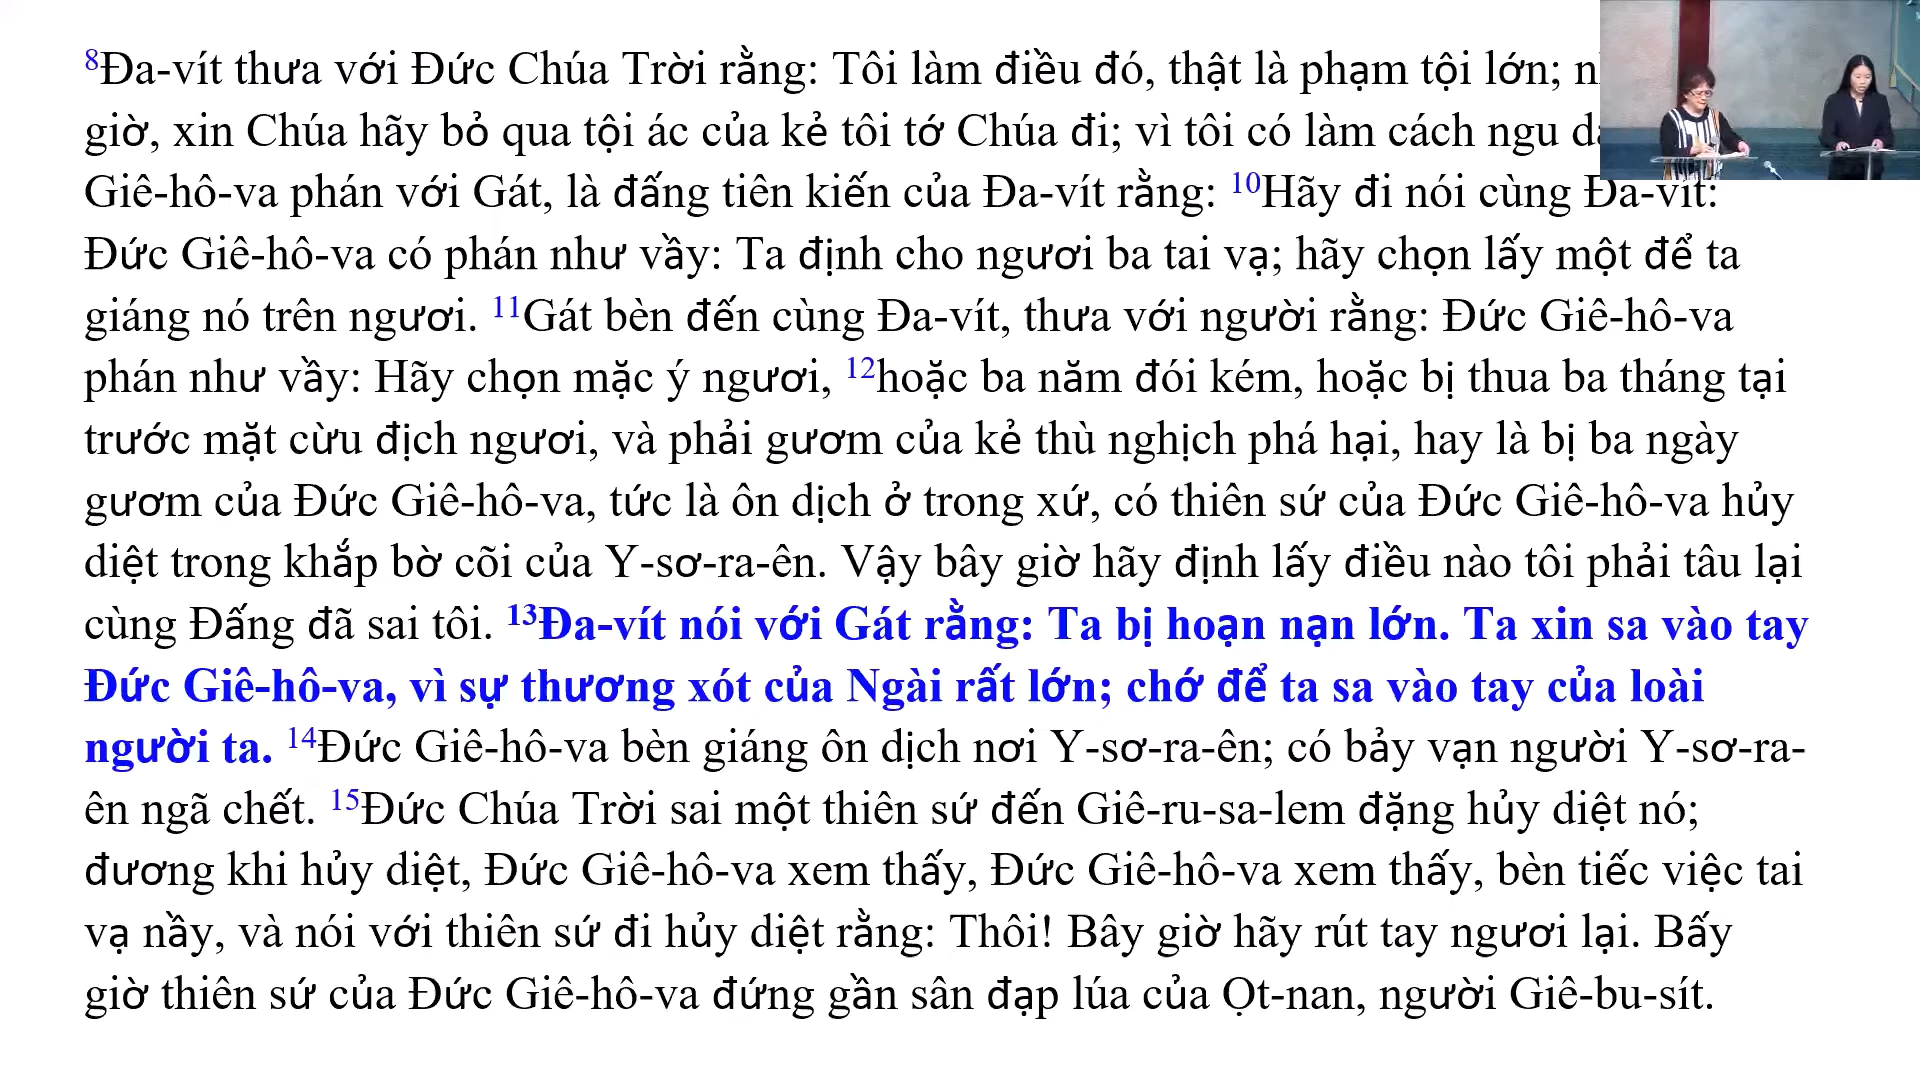 ⁸Đa-vít thưa với Đức Chúa Trời rằng: Tôi làm điều đó, thật là phạm tội lớn;
giờ, xin Chúa hãy bỏ qua tội ác của kẻ tôi tớ Chúa đi; vì tôi có làm cách ngu
Giê-hô-va phán với Gát, là đấng tiên kiến của Đa-vít rằng: ¹⁰Hãy đi nói cùng Đa-vít:
Đức Giê-hô-va có phán như vầy: Ta định cho ngươi ba tai vạ; hãy chọn lấy một để ta
giáng nó trên ngươi. ¹¹Gát bèn đến cùng Đa-vít, thưa với người rằng: Đức Giê-hô-va
phán như vầy: Hãy chọn mặc ý ngươi, ¹²hoặc ba năm đói kém, hoặc bị thua ba tháng tại
trước mặt cừu địch ngươi, và phải gươm của kẻ thù nghịch phá hại, hay là bị ba ngày
gươm của Đức Giê-hô-va, tức là ôn dịch ở trong xứ, có thiên sứ của Đức Giê-hô-va hủy
diệt trong khắp bờ cõi của Y-sơ-ra-ên. Vậy bây giờ hãy định lấy điều nào tôi phải tâu lại
cùng Đấng đã sai tôi. ¹³Đa-vít nói với Gát rằng: Ta bị hoạn nạn lớn. Ta xin sa vào tay
Đức Giê-hô-va, vì sự thương xót của Ngài rất lớn; chớ để ta sa vào tay của loài
người ta. ¹⁴Đức Giê-hô-va bèn giáng ôn dịch nơi Y-sơ-ra-ên; có bảy vạn người Y-sơ-ra-
ên ngã chết. ¹⁵Đức Chúa Trời sai một thiên sứ đến Giê-ru-sa-lem đặng hủy diệt nó;
đương khi hủy diệt, Đức Giê-hô-va xem thấy, Đức Giê-hô-va xem thấy, bèn tiếc việc tai
vạ nầy, và nói với thiên sứ đi hủy diệt rằng: Thôi! Bây giờ hãy rút tay ngươi lại. Bấy
giờ thiên sứ của Đức Giê-hô-va đứng gần sân đạp lúa của Ọt-nan, người Giê-bu-sít.